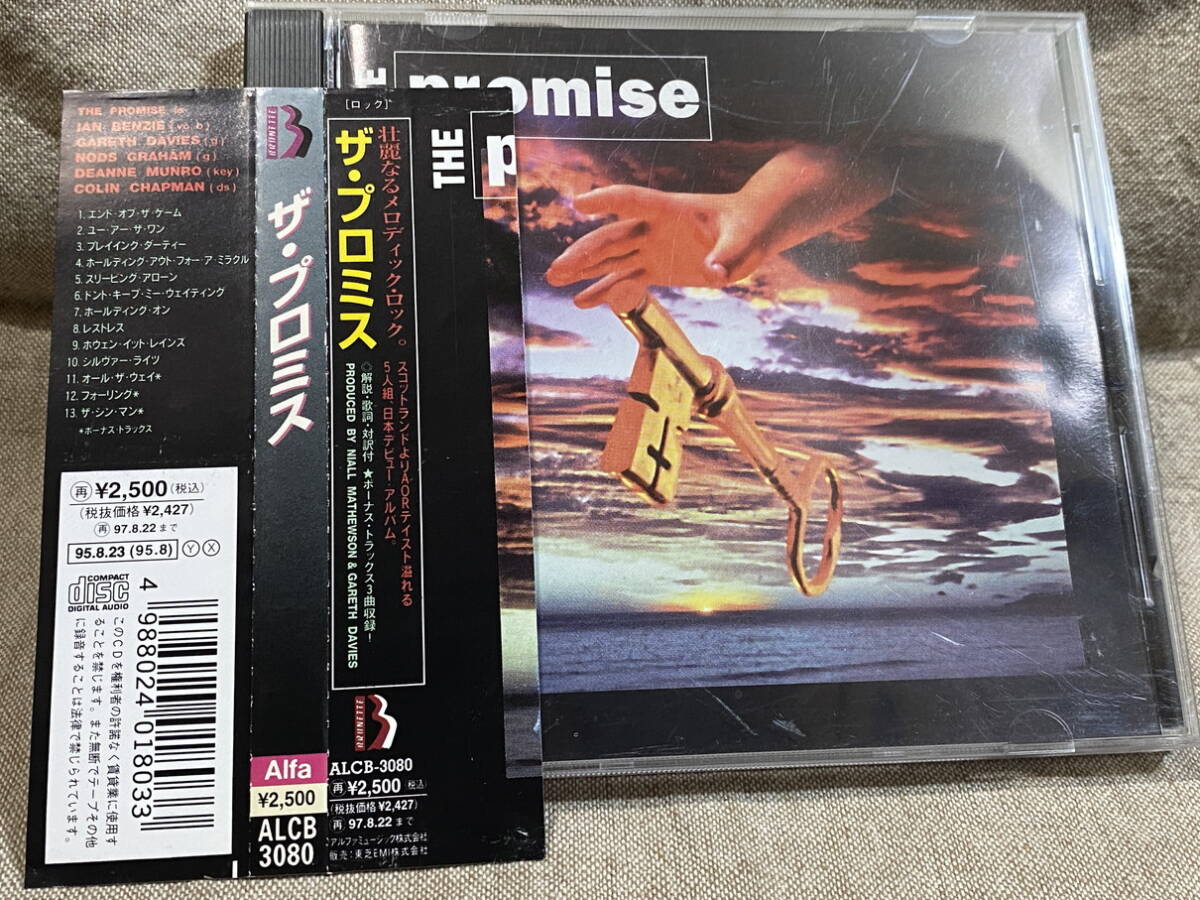 THE PROMISE is
IAN BENZIE (vo. b)
GARETH DAVIES (g)
NODS GRAHAM (g)
DEANNE MUNRO (key)
COLIN CHAPMAN (ds)
1. エンド・オブ・ザ・ゲーム
2. ユー・アー・ザ・ワン
3. プレイイング・ダーティー
4. ホールディング・アウト・フォー・ア・ミラクル
5. スリーピング・アローン
6. ドント・キープ・ミー・ウェイティング
7. ホールディング・オン
8. レストレス
9. ホウェン・イット・レインス
10. シルヴァー・ライツ
11. オール・ザ・ウェイ*
12. フォーリング*
13. ザ・シン・マン*
*ボーナス・トラックス
再 ¥2,500 (税込)
(税抜価格 ¥2,427)
再 97.8.22 まで
95.8.23 (95.8) Y X
COMPACT
disc
DIGITAL AUDIO
4 988024 018033
このCDを権利者の許諾なく賃貸業に使用す
ることを禁じます。また無断でテープその他
に録音することは法律で禁じられています。
BRUNETTE
ザ・プロミス
Alfa
¥2,500
ALCB
3080
[ロック]
壮麗なるメロディック・ロック。
ザ・プロミス
スコットランドよりAORテイスト溢れる
5人組、日本デビュー・アルバム。
◎解説・歌詞・対訳付 ★ボーナス・トラックス3曲収録!
PRODUCED BY NIALL MATHEWSON & GARETH DAVIES
BRUNETTE
ALCB-3080
再 ¥2,500 税込
(税抜価格 ¥2,427)
再 97.8.22 まで
アルファミュージック株式会社
販売:東芝EMI株式会社
promise
THE
p